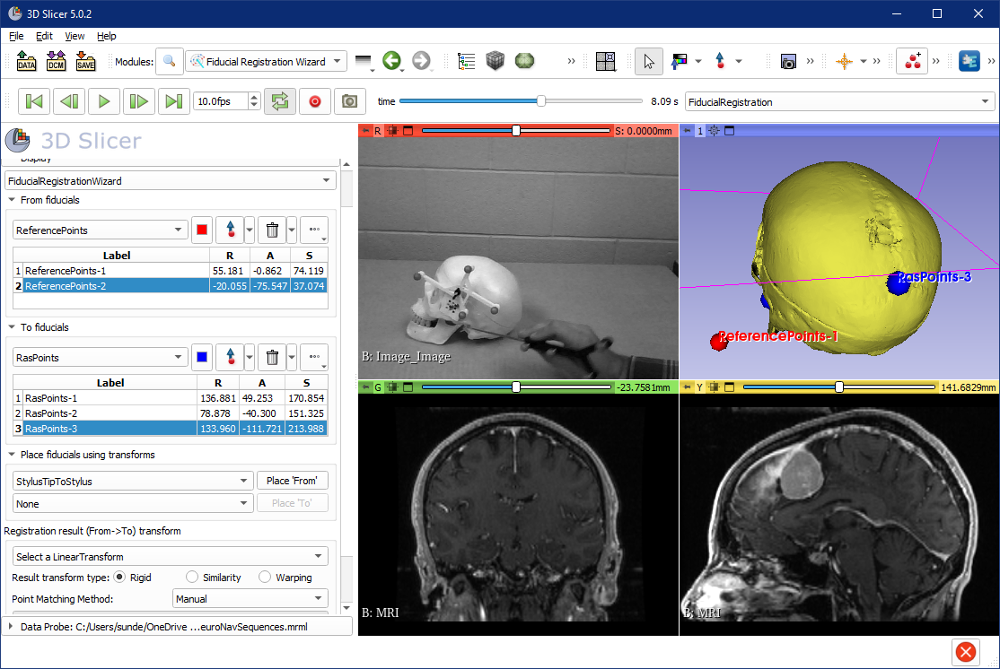 3D Slicer 5.0.2
File Edit View Help
DATA DCM SAVE Modules: Fiducial Registration Wizard
10.0fps time 8.09 s FiducialRegistration
3D Slicer
Display
FiducialRegistrationWizard
From fiducials
ReferencePoints
Label R A S
1 ReferencePoints-1 55.181 -0.862 74.119
2 ReferencePoints-2 -20.055 -75.547 37.074
To fiducials
RasPoints
Label R A S
1 RasPoints-1 136.881 49.253 170.854
2 RasPoints-2 78.878 -40.300 151.325
3 RasPoints-3 133.960 -111.721 213.988
Place fiducials using transforms
StylusTipToStylus Place 'From'
None Place 'To'
Registration result (From->To) transform
Select a LinearTransform
Result transform type: Rigid Similarity Warping
Point Matching Method: Manual
Data Probe: C:/Users/sunde/OneDrive ...euroNavSequences.mrml
R S: 0.0000mm
B: Image_Image
1
RasPoints-3
ReferencePoints-1
G -23.7581mm
B: MRI
Y 141.6829mm
B: MRI